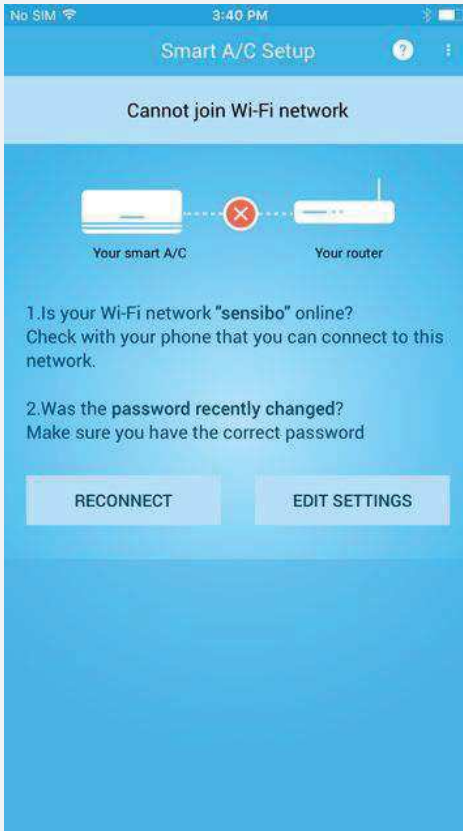 No SIM 3:40 PM
Smart A/C Setup ?
Cannot join Wi-Fi network
Your smart A/C Your router
1.Is your Wi-Fi network "sensibo" online?
Check with your phone that you can connect to this
network.
2.Was the password recently changed?
Make sure you have the correct password
RECONNECT EDIT SETTINGS